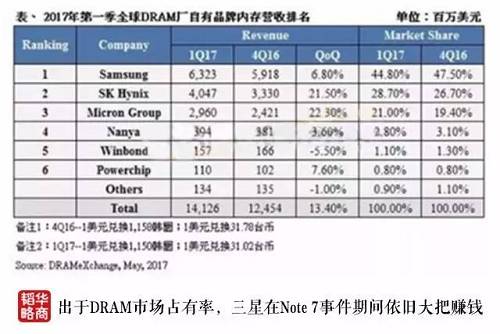 表、2017年第一季全球DRAM厂自有品牌内存营收排名 单位：百万美元
Ranking Company Revenue Market Share
1Q17 4Q16 QoQ 1Q17 4Q16
1 Samsung 6,323 5,918 6.80% 44.80% 47.50%
2 SK Hynix 4,047 3,330 21.50% 28.70% 26.70%
3 Micron Group 2,960 2,421 22.30% 21.00% 19.40%
4 Nanya 394 381 3.60% 2.80% 3.10%
5 Winbond 157 166 -5.50% 1.10% 1.30%
6 Powerchip 110 102 7.60% 0.80% 0.80%
Others 134 135 -1.00% 0.90% 1.10%
Total 14,126 12,454 13.40% 100.00% 100.00%
备注1：4Q16--1美元兑换1,158韩圜；1美元兑换31.78台币
备注2：1Q17--1美元兑换1,150韩圜；1美元兑换31.02台币
Source: DRAMeXchange, May, 2017
韬略 华商 出于DRAM市场占有率，三星在Note 7事件期间依旧大把赚钱